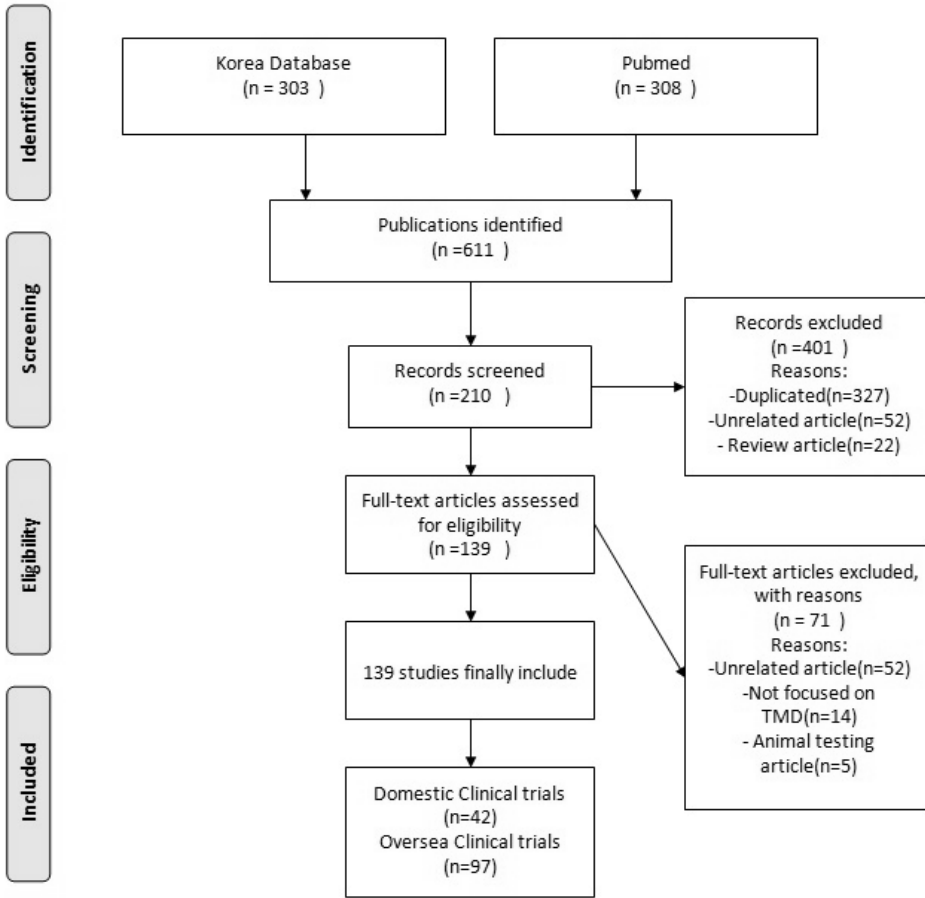 Identification
Korea Database
(n = 303 )
Pubmed
(n = 308 )
Publications identified
(n =611 )
Screening
Records screened
(n =210 )
Records excluded
(n =401 )
Reasons:
-Duplicated(n=327)
-Unrelated article(n=52)
- Review article(n=22)
Eligibility
Full-text articles assessed
for eligibility
(n =139 )
Full-text articles excluded,
with reasons
(n = 71 )
Reasons:
-Unrelated article(n=52)
-Not focused on
TMD(n=14)
- Animal testing
article(n=5)
139 studies finally include
Included
Domestic Clinical trials
(n=42)
Oversea Clinical trials
(n=97)